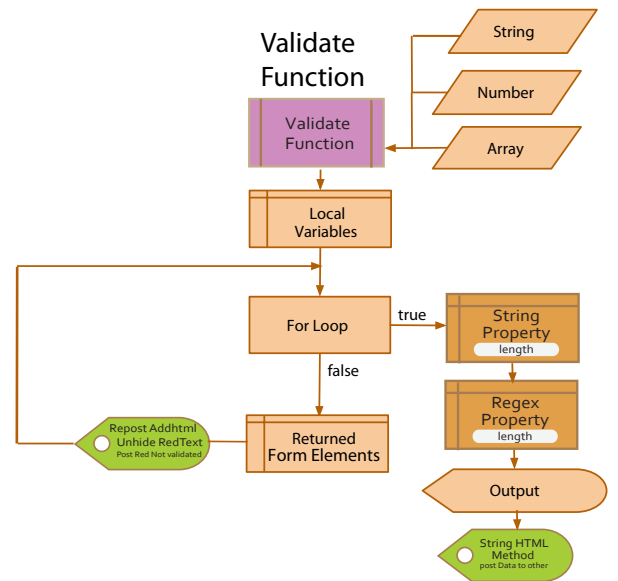 Validate
Function
String
Number
Array
Validate
Function
Local
Variables
For Loop
true
false
String
Property
length
Regex
Property
length
Returned
Form Elements
Repost Addhtml
Unhide RedText
Post Red Not validated
Output
String HTML
Method
post Data to other